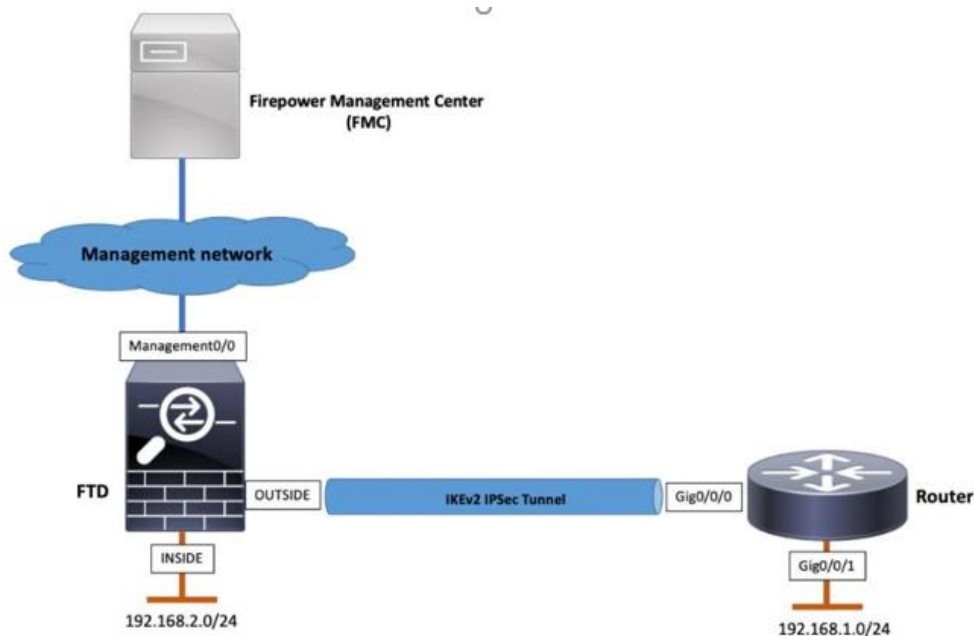 Firepower Management Center
(FMC)
Management network
Management0/0
FTD
OUTSIDE
IKEv2 IPSec Tunnel
Gig0/0/0
Router
INSIDE
Gig0/0/1
192.168.2.0/24
192.168.1.0/24